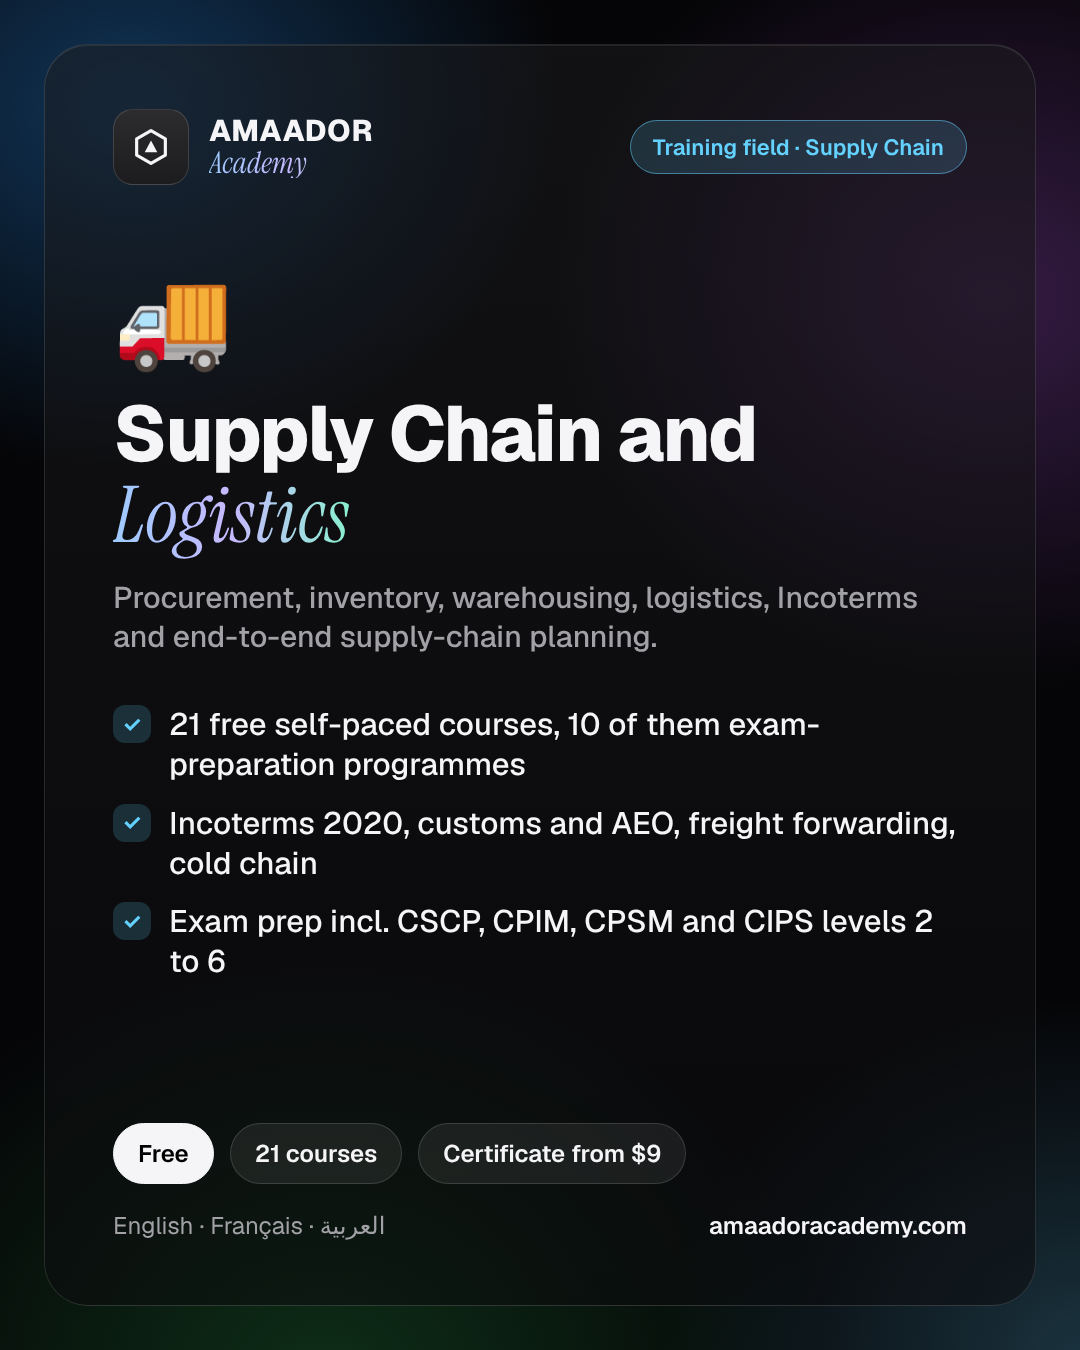 AMAADOR
Academy
Training field · Supply Chain
Supply Chain and
Logistics
Procurement, inventory, warehousing, logistics, Incoterms
and end-to-end supply-chain planning.
21 free self-paced courses, 10 of them exam-
preparation programmes
Incoterms 2020, customs and AEO, freight forwarding,
cold chain
Exam prep incl. CSCP, CPIM, CPSM and CIPS levels 2
to 6
Free
21 courses
Certificate from $9
English · Français · العربية
amaadoracademy.com